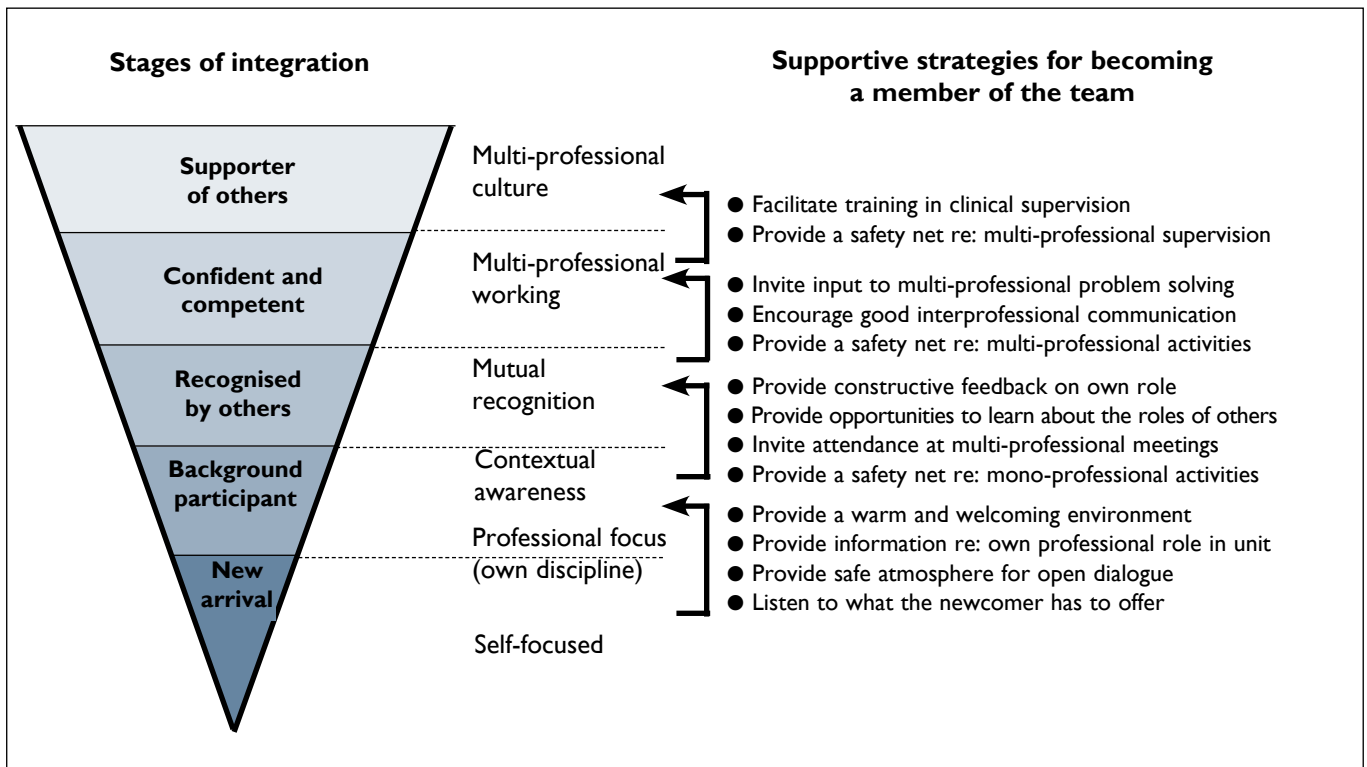 Stages of integration
Supportive strategies for becoming
a member of the team
Supporter
of others
Confident and
competent
Recognised
by others
Background
participant
New
arrival
Multi-professional
culture
Multi-professional
working
Mutual
recognition
Contextual
awareness
Professional focus
(own discipline)
Self-focused
● Facilitate training in clinical supervision
● Provide a safety net re: multi-professional supervision
● Invite input to multi-professional problem solving
● Encourage good interprofessional communication
● Provide a safety net re: multi-professional activities
● Provide constructive feedback on own role
● Provide opportunities to learn about the roles of others
● Invite attendance at multi-professional meetings
● Provide a safety net re: mono-professional activities
● Provide a warm and welcoming environment
● Provide information re: own professional role in unit
● Provide safe atmosphere for open dialogue
● Listen to what the newcomer has to offer